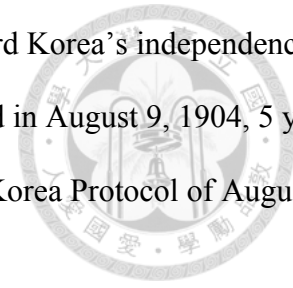 rd Korea’s independenc
d in August 9, 1904, 5 y
Korea Protocol of Augu